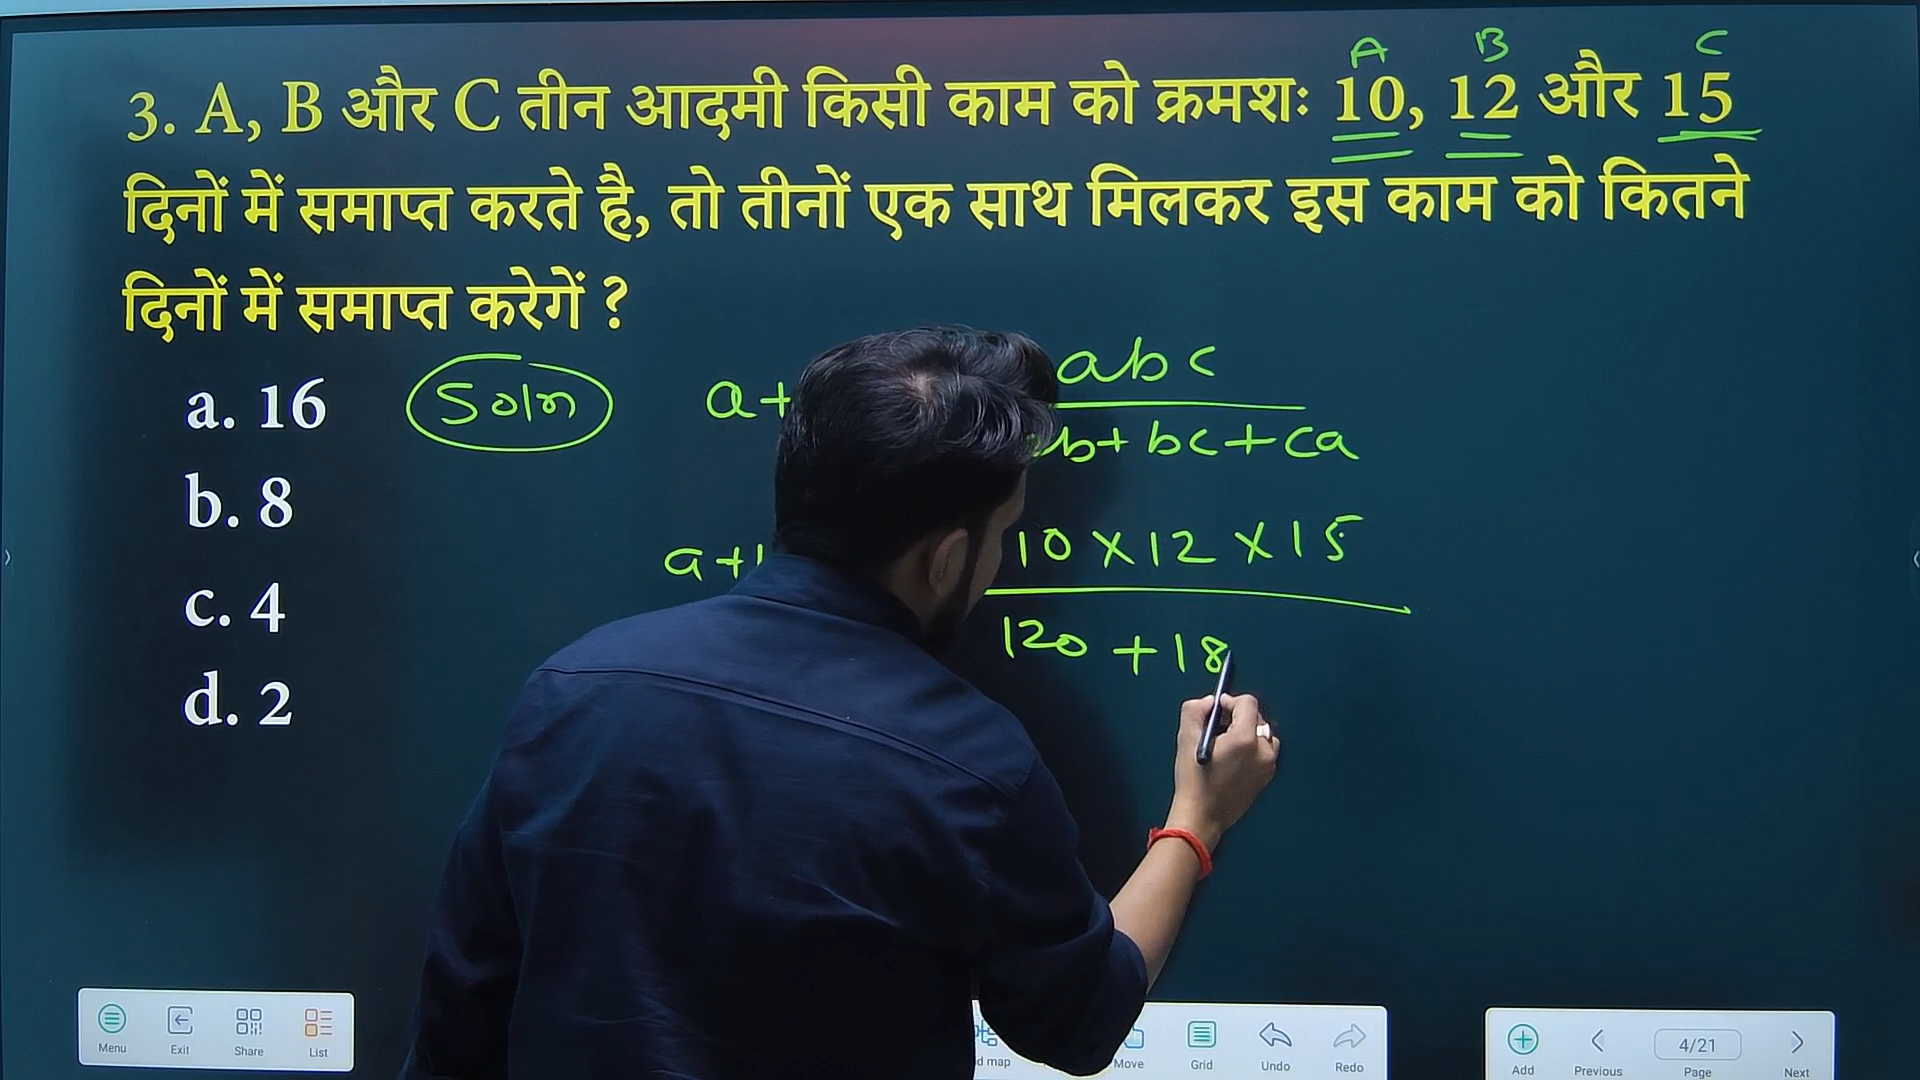 A B C
3. A, B और C तीन आदमी किसी काम को क्रमशः 10, 12 और 15
दिनों में समाप्त करते है, तो तीनों एक साथ मिलकर इस काम को कितने
दिनों में समाप्त करेगें ?
a. 16
b. 8
c. 4
d. 2
Soln
a+
abc
b+bc+ca
a+
10×12×15
120+18
Menu Exit Share List
d map Move Grid Undo Redo
Add Previous 4/21 Page Next